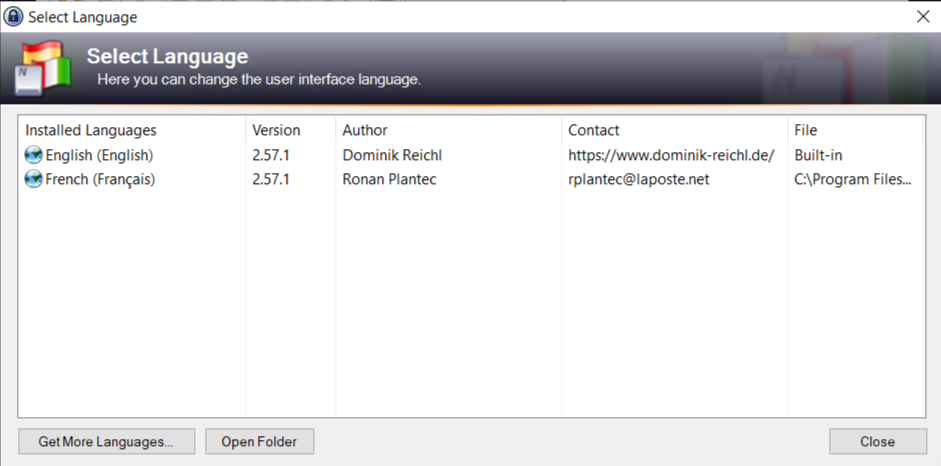 Select Language
Select Language
Here you can change the user interface language.
Installed Languages Version Author Contact File
English (English) 2.57.1 Dominik Reichl https://www.dominik-reichl.de/ Built-in
French (Français) 2.57.1 Ronan Plantec rplantec@laposte.net C:\Program Files...
Get More Languages... Open Folder Close